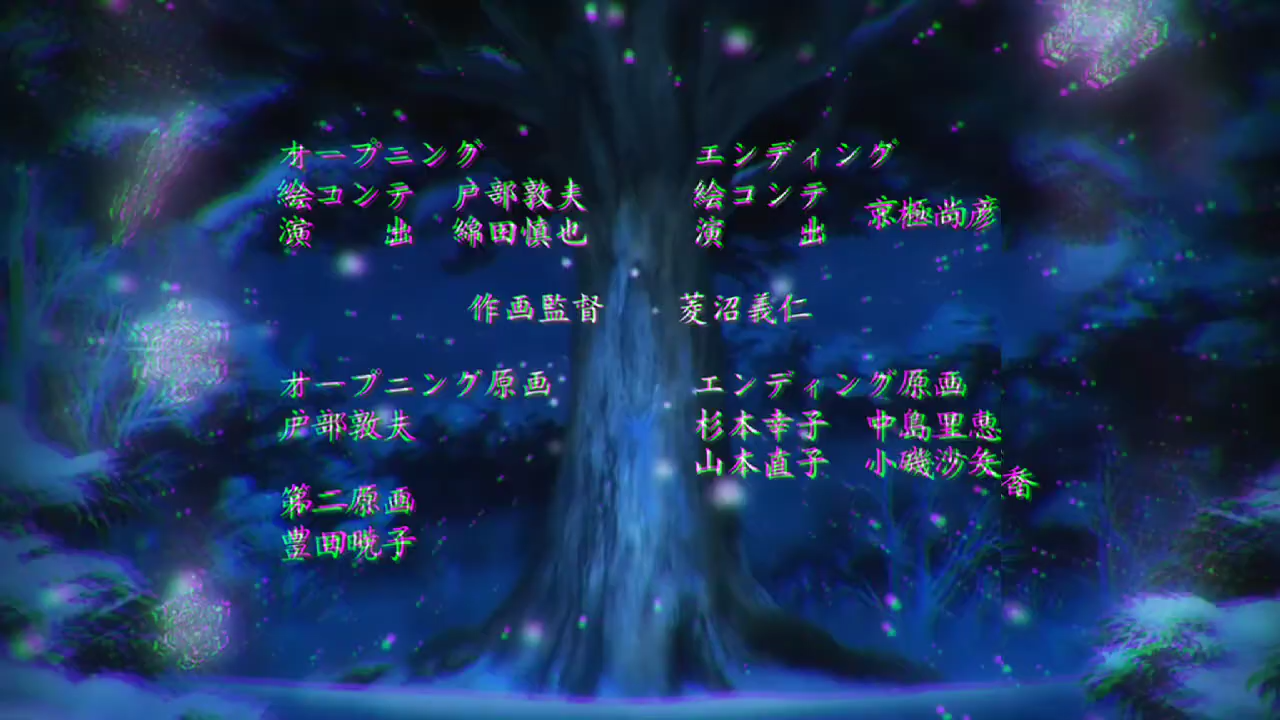 オープニング
絵コンテ 戸部敦夫
演出 綿田慎也
エンディング
絵コンテ 京極尚彦
演出
作画監督 菱沼義仁
オープニング原画
戸部敦夫
第二原画
豊田暁子
エンディング原画
杉本幸子 中島里恵
山本直子 小磯沙矢香